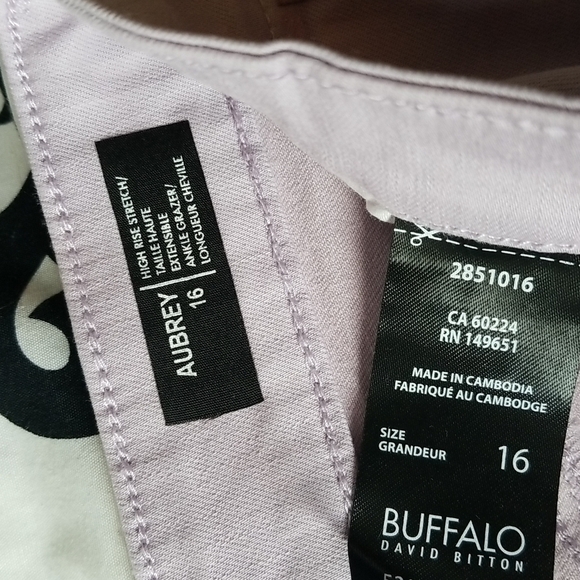 AUBREY
16
HIGH RISE STRETCH/
TAILLE HAUTE
EXTENSIBLE
ANKLE GRAZER/
LONGUEUR CHEVILLE
2851016
CA 60224
RN 149651
MADE IN CAMBODIA
FABRIQUÉ AU CAMBODGE
SIZE
GRANDEUR
16
BUFFALO
DAVID BITTON